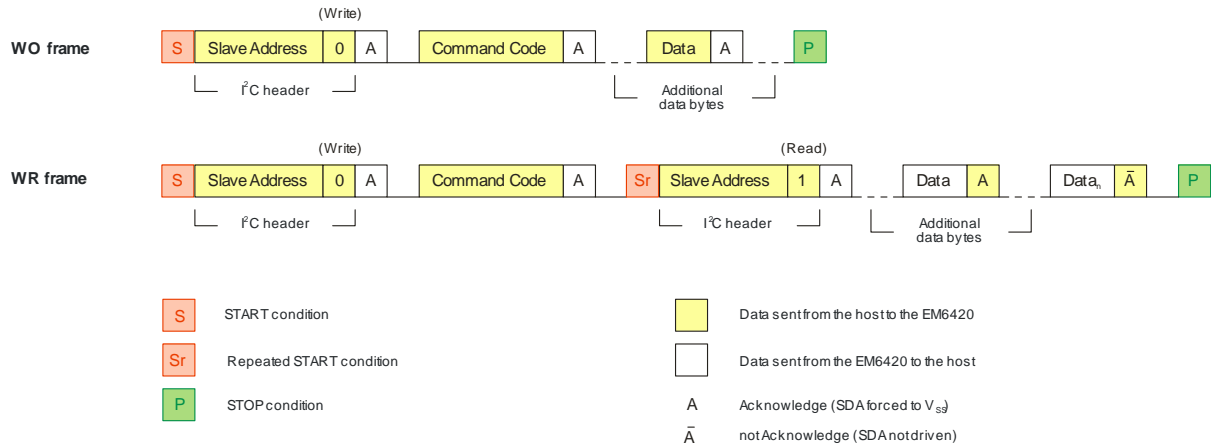 (Write)
WO frame S Slave Address 0 A Command Code A Data A P
I²C header Additional
data bytes
(Write) (Read)
WR frame S Slave Address 0 A Command Code A Sr Slave Address 1 A Data A Dataₙ Ā P
I²C header I²C header Additional
data bytes
S START condition
Sr Repeated START condition
P STOP condition
Data sent from the host to the EM6420
Data sent from the EM6420 to the host
A Acknowledge (SDA forced to VSS)
Ā not Acknowledge (SDA not driven)